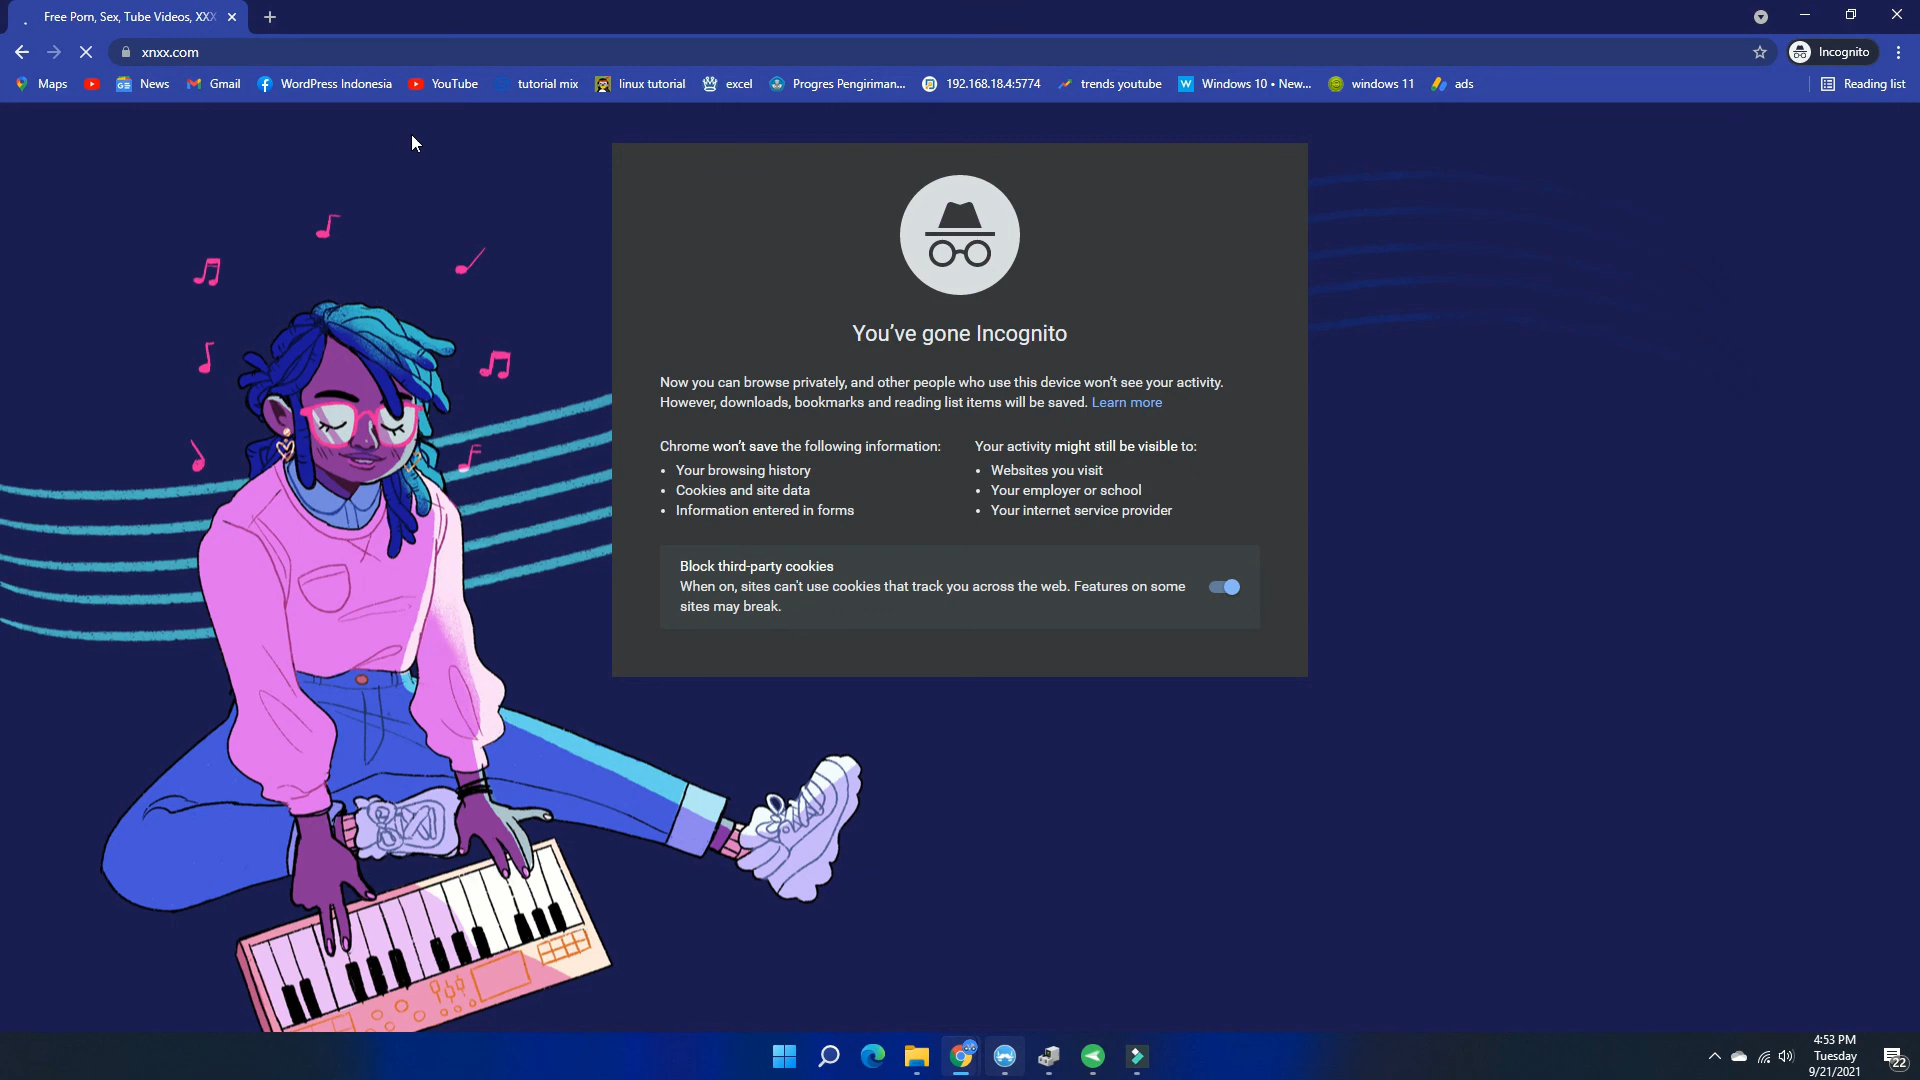 Free Porn, Sex, Tube Videos, XXX
xnxx.com
Incognito
Maps
News
Gmail
WordPress Indonesia
YouTube
tutorial mix
linux tutorial
excel
Progres Pengiriman...
192.168.18.4:5774
trends youtube
Windows 10 • New...
windows 11
ads
Reading list
You've gone Incognito
Now you can browse privately, and other people who use this device won't see your activity.
However, downloads, bookmarks and reading list items will be saved. Learn more
Chrome won't save the following information:
• Your browsing history
• Cookies and site data
• Information entered in forms
Your activity might still be visible to:
• Websites you visit
• Your employer or school
• Your internet service provider
Block third-party cookies
When on, sites can't use cookies that track you across the web. Features on some
sites may break.
4:53 PM
Tuesday
9/21/2021
22